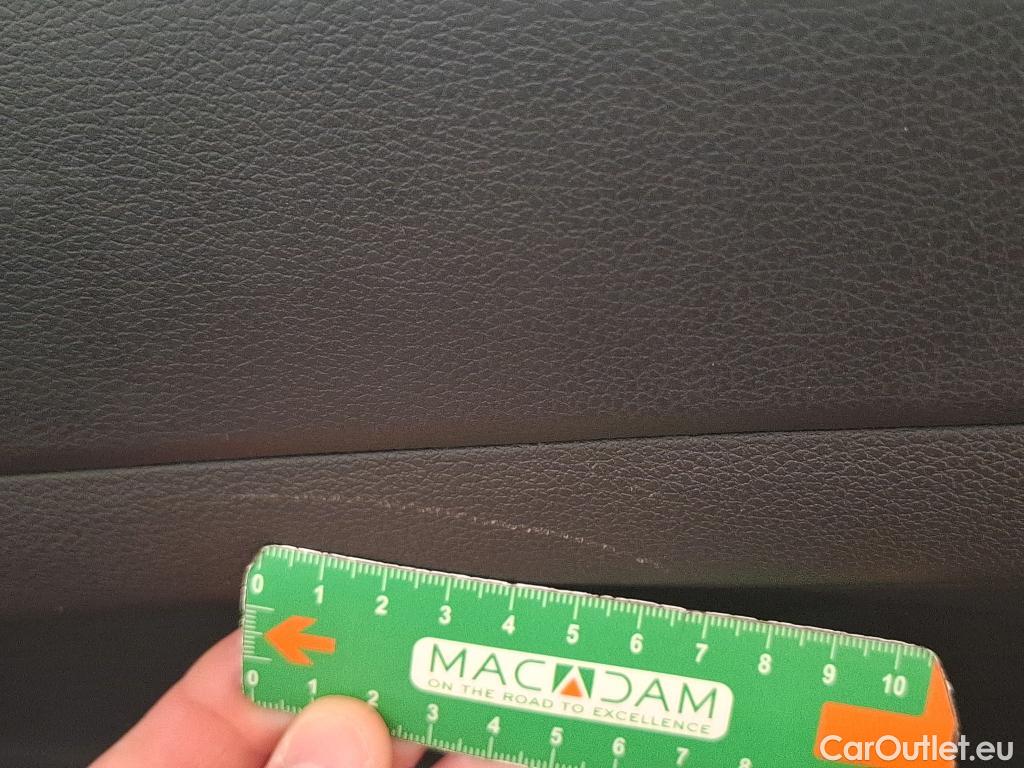 0 1 2 3 4 5 6 7 8 9 10
MACADAM
ON THE ROAD TO EXCELLENCE
0 1 2 3 4 5 6 7 8
CarOutlet.eu